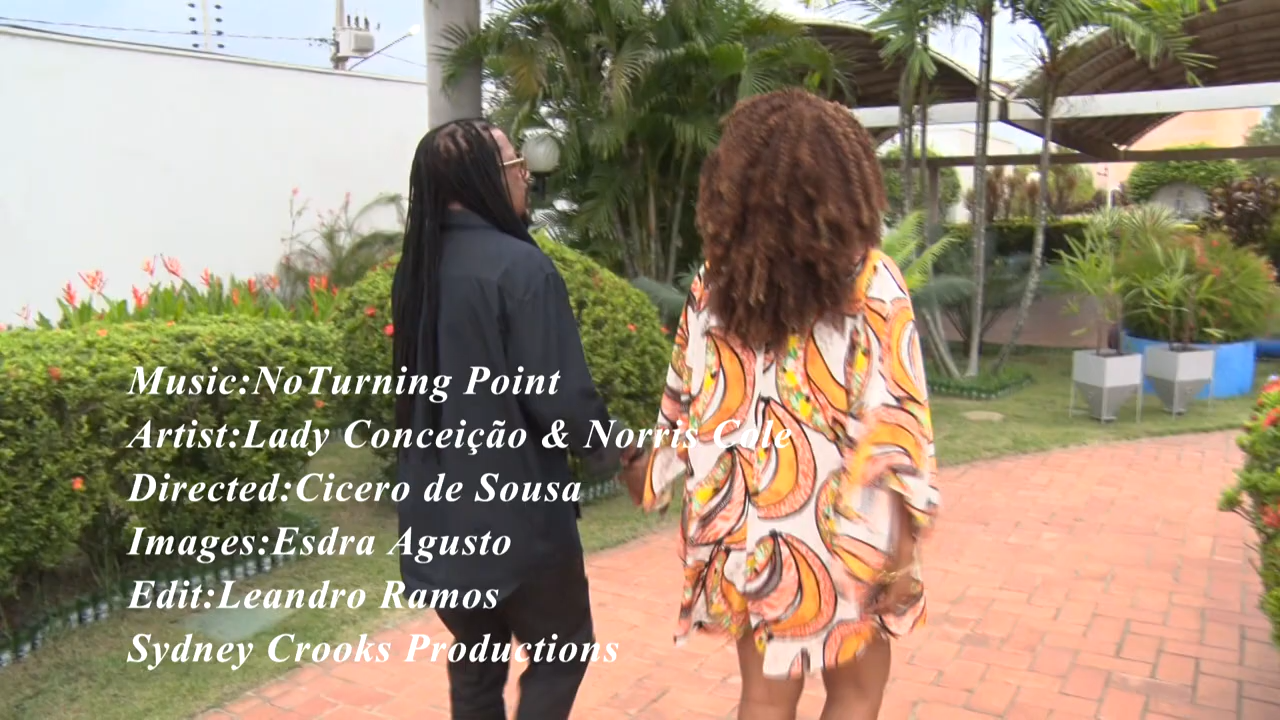 Music:NoTurning Point
Artist:Lady Conceição & Norris Cale
Directed:Cicero de Sousa
Images:Esdra Agusto
Edit:Leandro Ramos
Sydney Crooks Productions